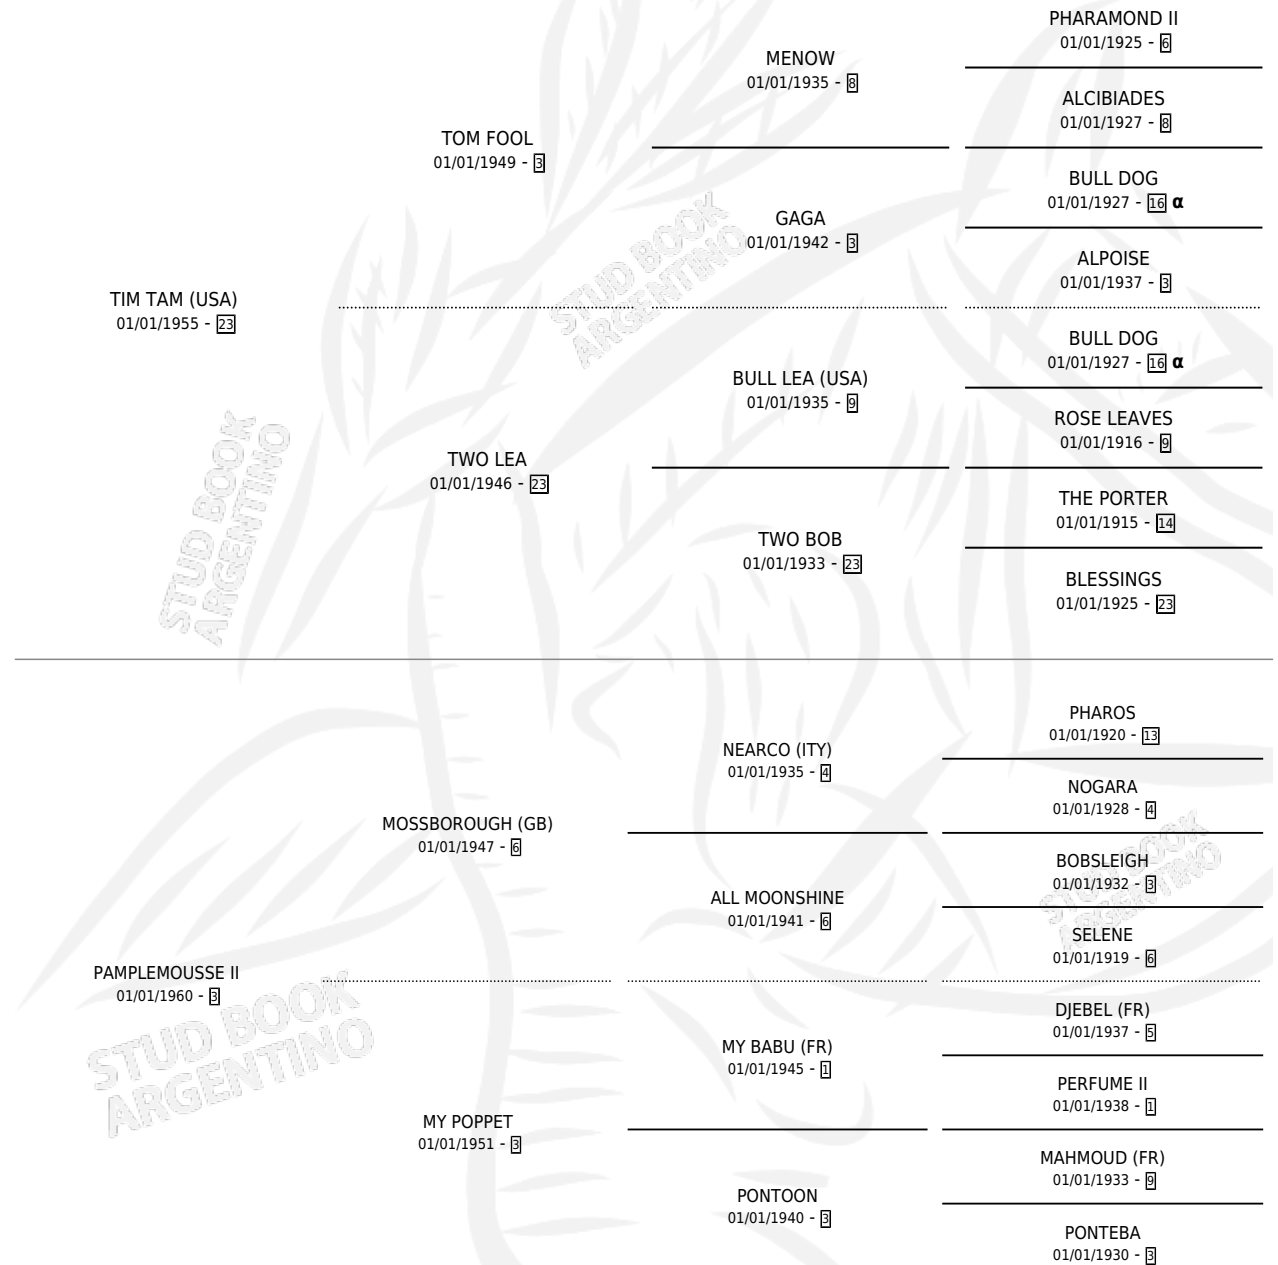 PHARAMOND II
01/01/1925 - 6
MENOW
01/01/1935 - 8
ALCIBIADES
01/01/1927 - 8
TOM FOOL
01/01/1949 - 3
BULL DOG
01/01/1927 - 16 α
GAGA
01/01/1942 - 3
ALPOISE
01/01/1937 - 3
TIM TAM (USA)
01/01/1955 - 23
BULL DOG
01/01/1927 - 16 α
BULL LEA (USA)
01/01/1935 - 9
ROSE LEAVES
01/01/1916 - 9
TWO LEA
01/01/1946 - 23
THE PORTER
01/01/1915 - 14
TWO BOB
01/01/1933 - 23
BLESSINGS
01/01/1925 - 23
PHAROS
01/01/1920 - 13
NEARCO (ITY)
01/01/1935 - 4
NOGARA
01/01/1928 - 4
MOSSBOROUGH (GB)
01/01/1947 - 6
BOBSLEIGH
01/01/1932 - 3
ALL MOONSHINE
01/01/1941 - 6
SELENE
01/01/1919 - 6
PAMPLEMOUSSE II
01/01/1960 - 3
DJEBEL (FR)
01/01/1937 - 5
MY BABU (FR)
01/01/1945 - 1
PERFUME II
01/01/1938 - 1
MY POPPET
01/01/1951 - 3
MAHMOUD (FR)
01/01/1933 - 9
PONTOON
01/01/1940 - 3
PONTEBA
01/01/1930 - 3
STUD BOOK
ARGENTINO
STUD BOOK
ARGENTINO
STUD BOOK
ARGENTINO
STUD BOOK
ARGENTINO